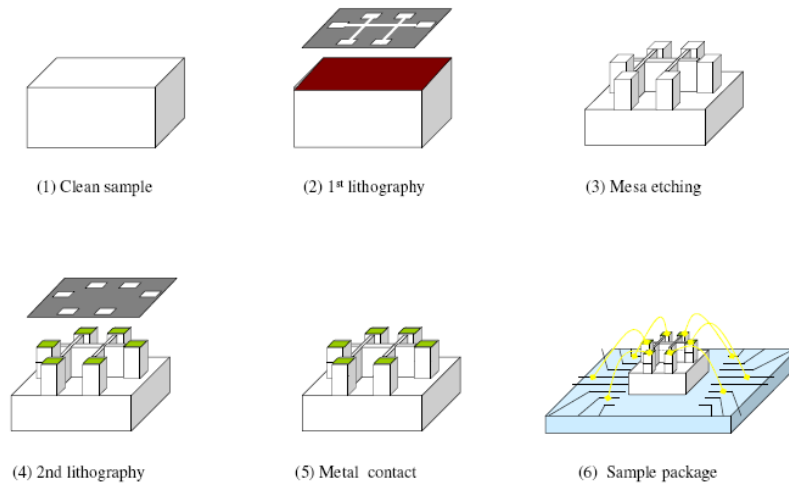 (1) Clean sample
(2) 1st lithography
(3) Mesa etching
(4) 2nd lithography
(5) Metal contact
(6) Sample package